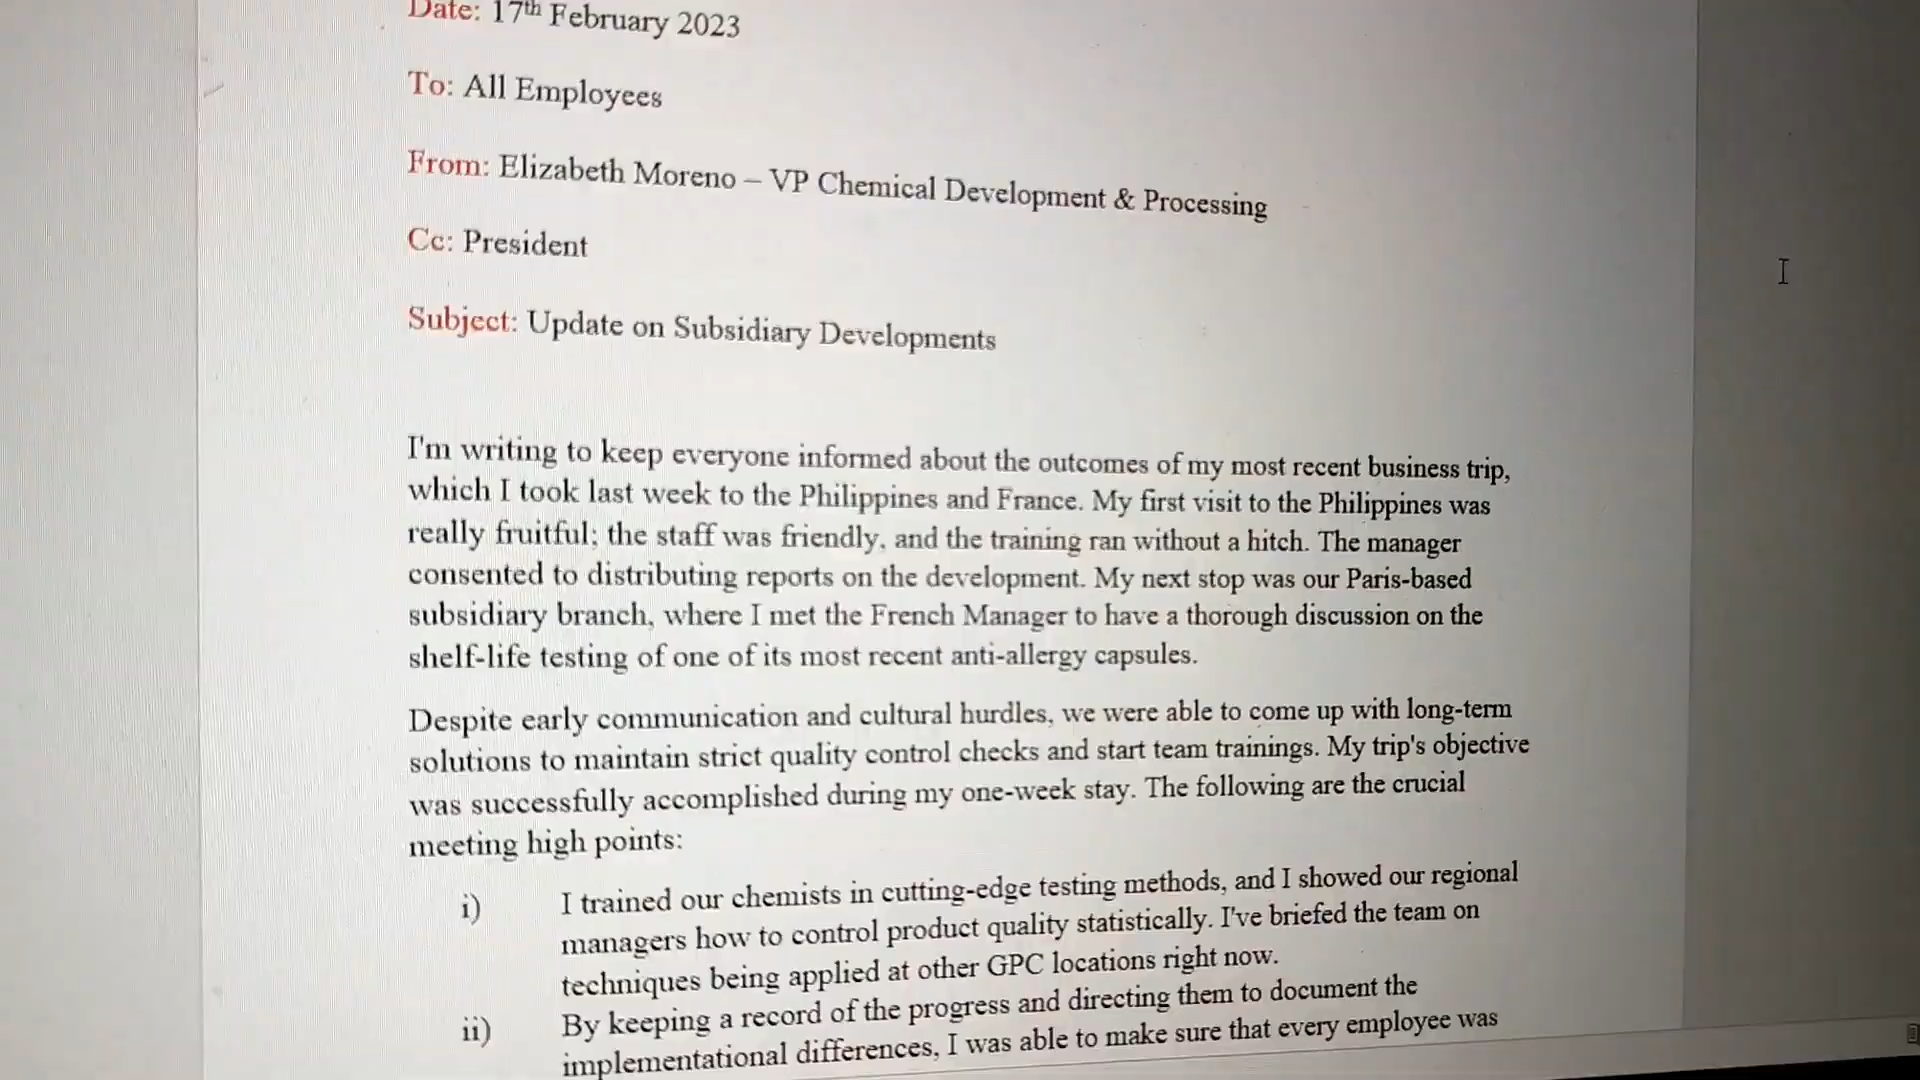 Date: 17th February 2023
To: All Employees
From: Elizabeth Moreno – VP Chemical Development & Processing
Cc: President
Subject: Update on Subsidiary Developments
I'm writing to keep everyone informed about the outcomes of my most recent business trip,
which I took last week to the Philippines and France. My first visit to the Philippines was
really fruitful; the staff was friendly, and the training ran without a hitch. The manager
consented to distributing reports on the development. My next stop was our Paris-based
subsidiary branch, where I met the French Manager to have a thorough discussion on the
shelf-life testing of one of its most recent anti-allergy capsules.
Despite early communication and cultural hurdles, we were able to come up with long-term
solutions to maintain strict quality control checks and start team trainings. My trip's objective
was successfully accomplished during my one-week stay. The following are the crucial
meeting high points:
i) I trained our chemists in cutting-edge testing methods, and I showed our regional
managers how to control product quality statistically. I've briefed the team on
techniques being applied at other GPC locations right now.
ii) By keeping a record of the progress and directing them to document the
implementational differences, I was able to make sure that every employee was